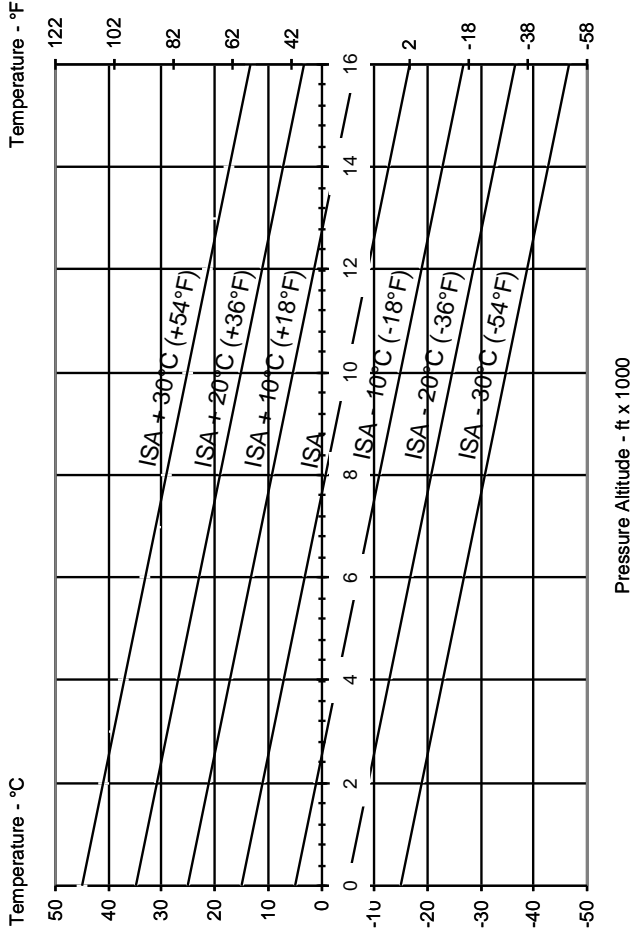 Temperature - °C
Temperature - °F
50
40
30
20
10
0
-10
-20
-30
-40
-50
122
102
82
62
42
2
-18
-38
-58
ISA + 30°C (+54°F)
ISA + 20°C (+36°F)
ISA + 10°C (+18°F)
ISA
ISA - 10°C (-18°F)
ISA - 20°C (-36°F)
ISA - 30°C (-54°F)
0 2 4 6 8 10 12 14 16
Pressure Altitude - ft x 1000